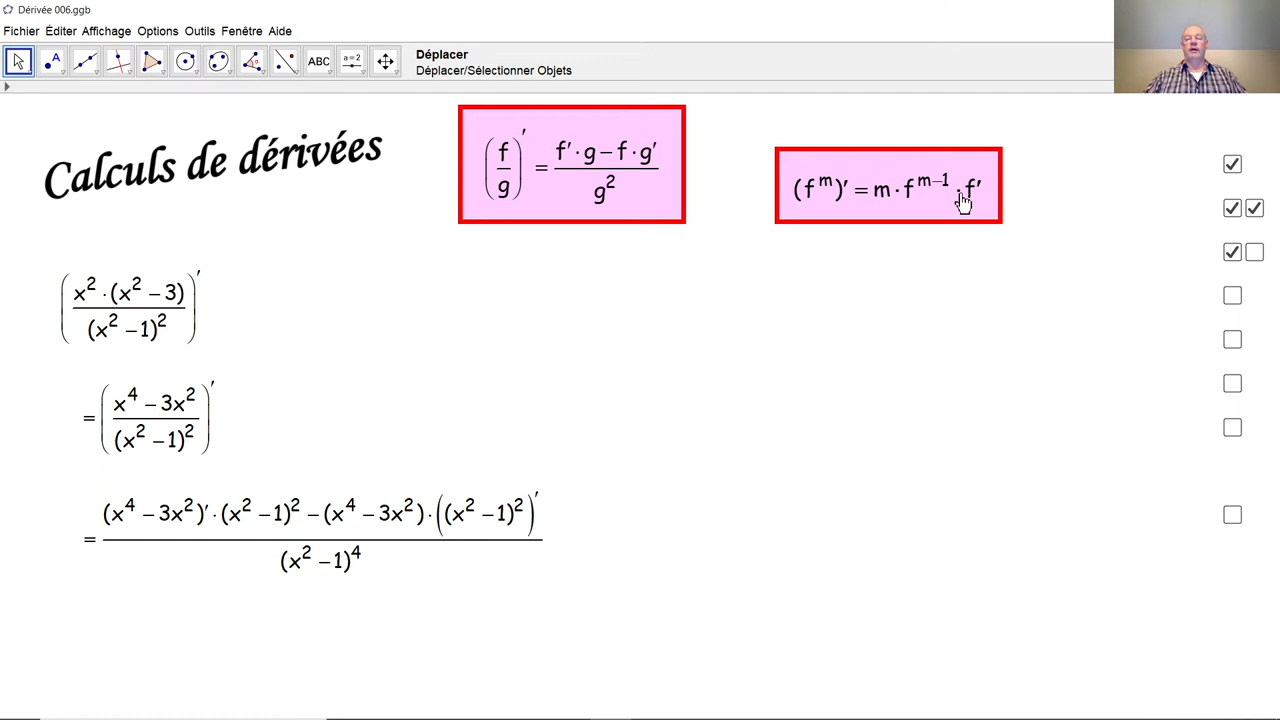 Dérivée 006.ggb
Fichier Éditer Affichage Options Outils Fenêtre Aide
ABC
a=2
Déplacer
Déplacer/Sélectionner Objets
Calculs de dérivées
(f/g)′ = (f′·g−f·g′)/g²
(f^m)′ = m·f^(m−1)·f′
((x²·(x²−3))/(x²−1)²)′
= ((x⁴−3x²)/(x²−1)²)′
= ((x⁴−3x²)′·(x²−1)²−(x⁴−3x²)·((x²−1)²)′)/(x²−1)⁴